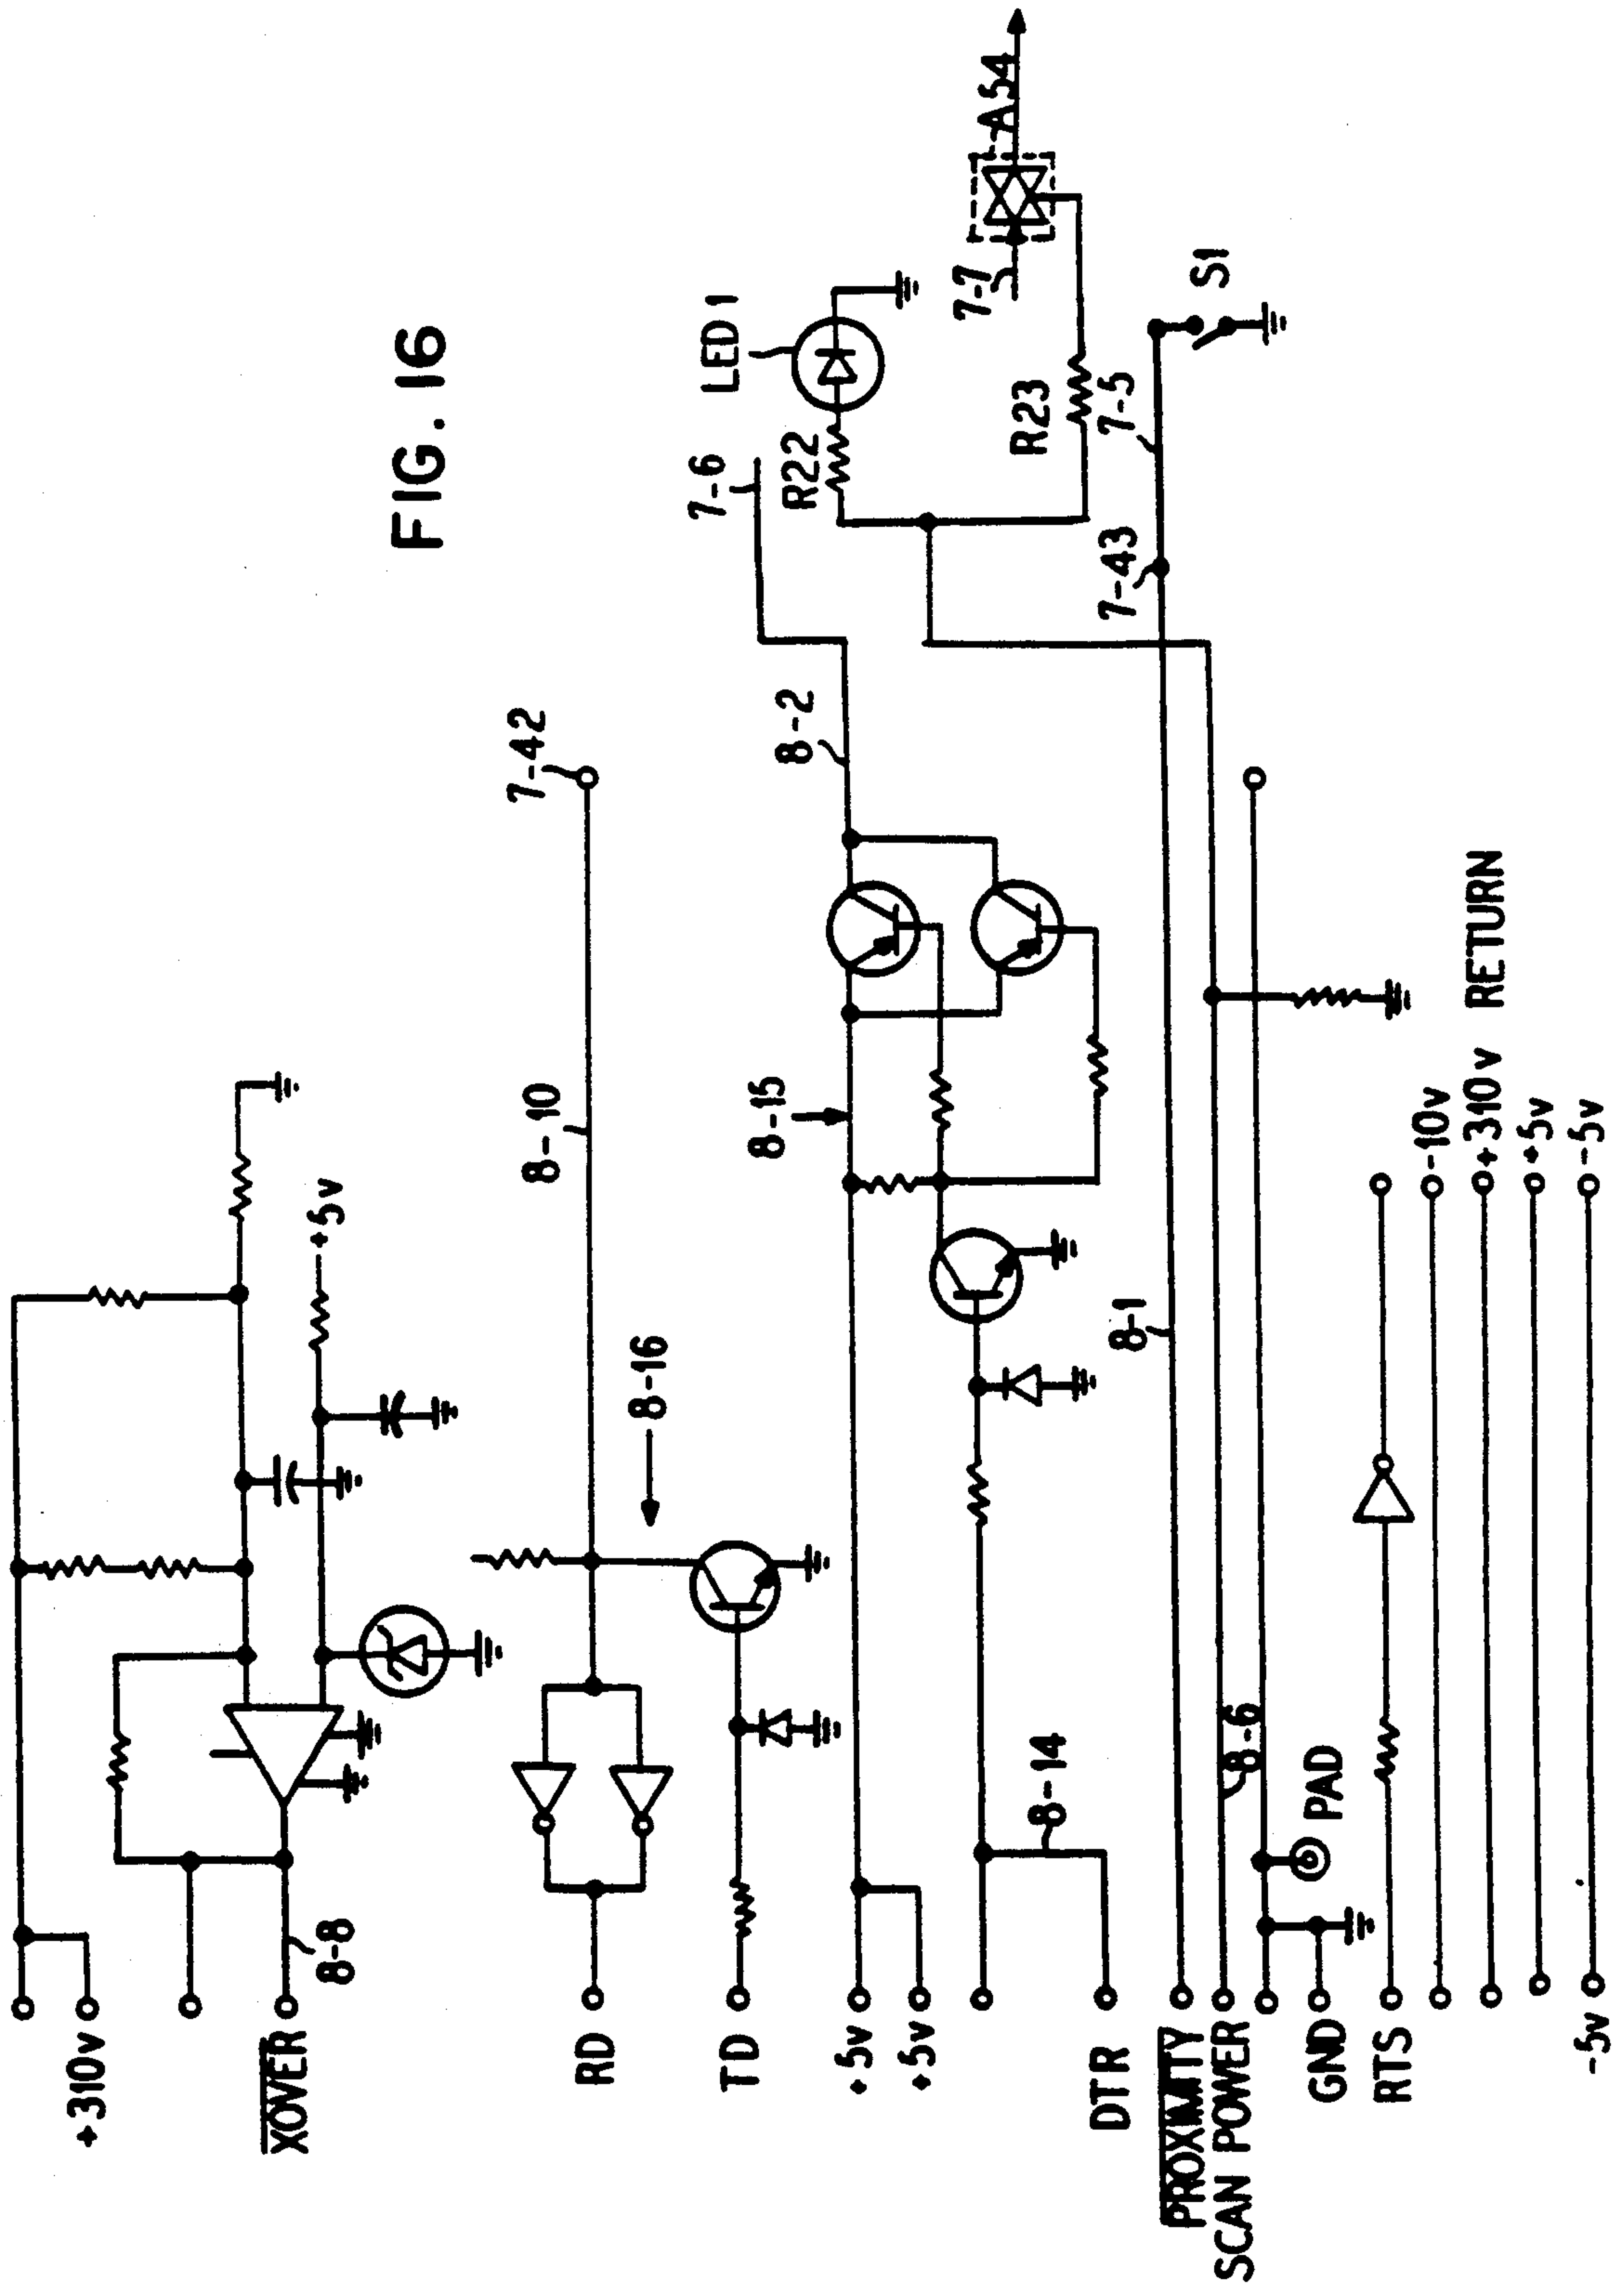 FIG. 16
+310v
XOVER
8-8
+5v
RD
8-16
8-10
7-42
TD
+5v
+5v
8-15
8-2
7-6
LED 1
R22
7-7
A54
R23
DTR
8-14
PROXMITY
8-1
7-43
7-5
S1
SCAN POWER
8-6
PAD
GND
RTS
-10v
+310v RETURN
+5v
-5v
-5v